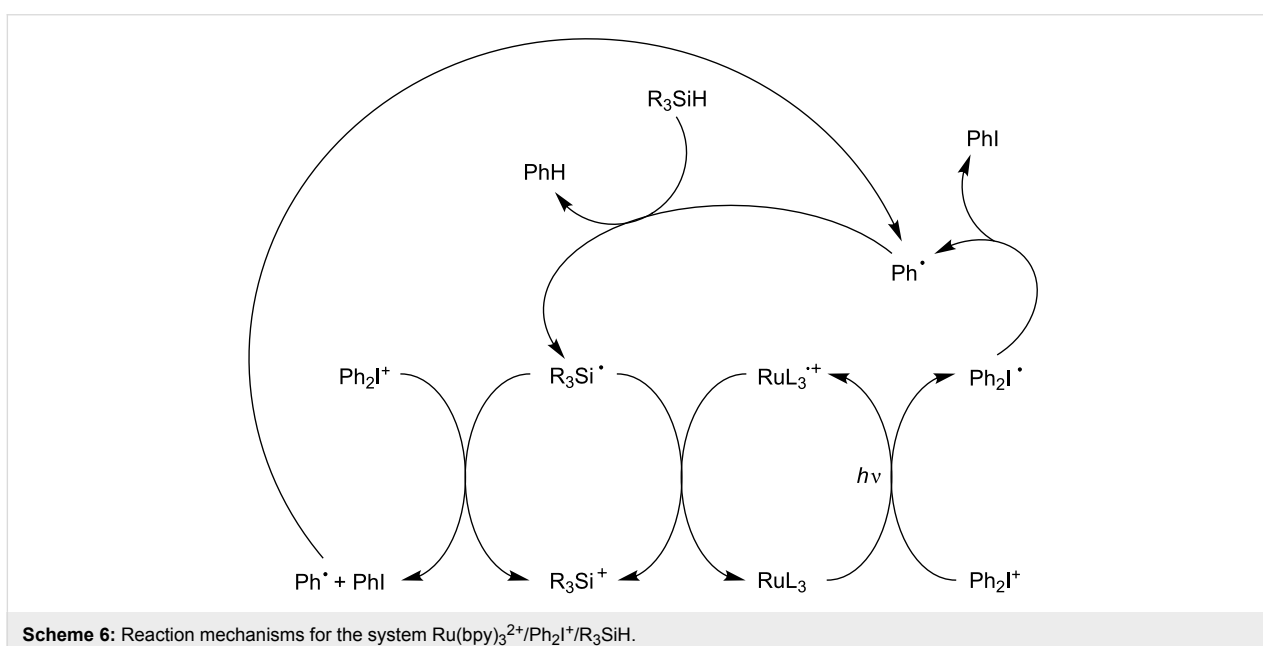 R₃SiH
PhI
PhH
Ph•
Ph₂I⁺
R₃Si•
RuL₃•⁺
Ph₂I•
hν
Ph• + PhI
R₃Si⁺
RuL₃
Ph₂I⁺
Scheme 6: Reaction mechanisms for the system Ru(bpy)₃²⁺/Ph₂I⁺/R₃SiH.